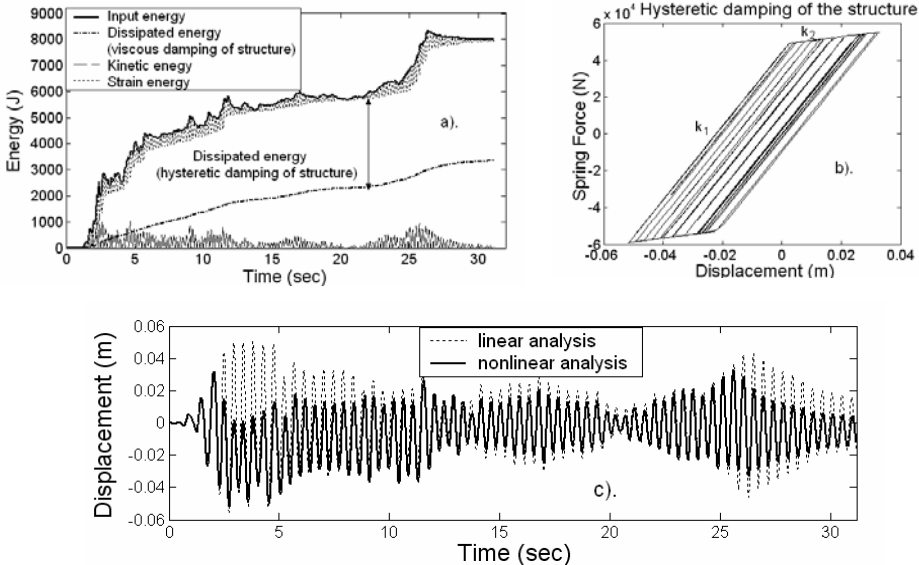 Input energy
Dissipated energy
(viscous damping of structure)
Kinetic energy
Strain energy
9000
8000
7000
6000
5000
4000
3000
2000
1000
0
Energy (J)
a).
Dissipated energy
(hysteretic damping of structure)
0 5 10 15 20 25 30
Time (sec)
x 10⁴ Hysteretic damping of the structure
6
4
2
0
-2
-4
-6
Spring Force (N)
k₂
k₁
b).
-0.06 -0.04 -0.02 0 0.02 0.04
Displacement (m)
0.06
0.04
0.02
0
-0.02
-0.04
-0.06
Displacement (m)
linear analysis
nonlinear analysis
c).
0 5 10 15 20 25 30
Time (sec)